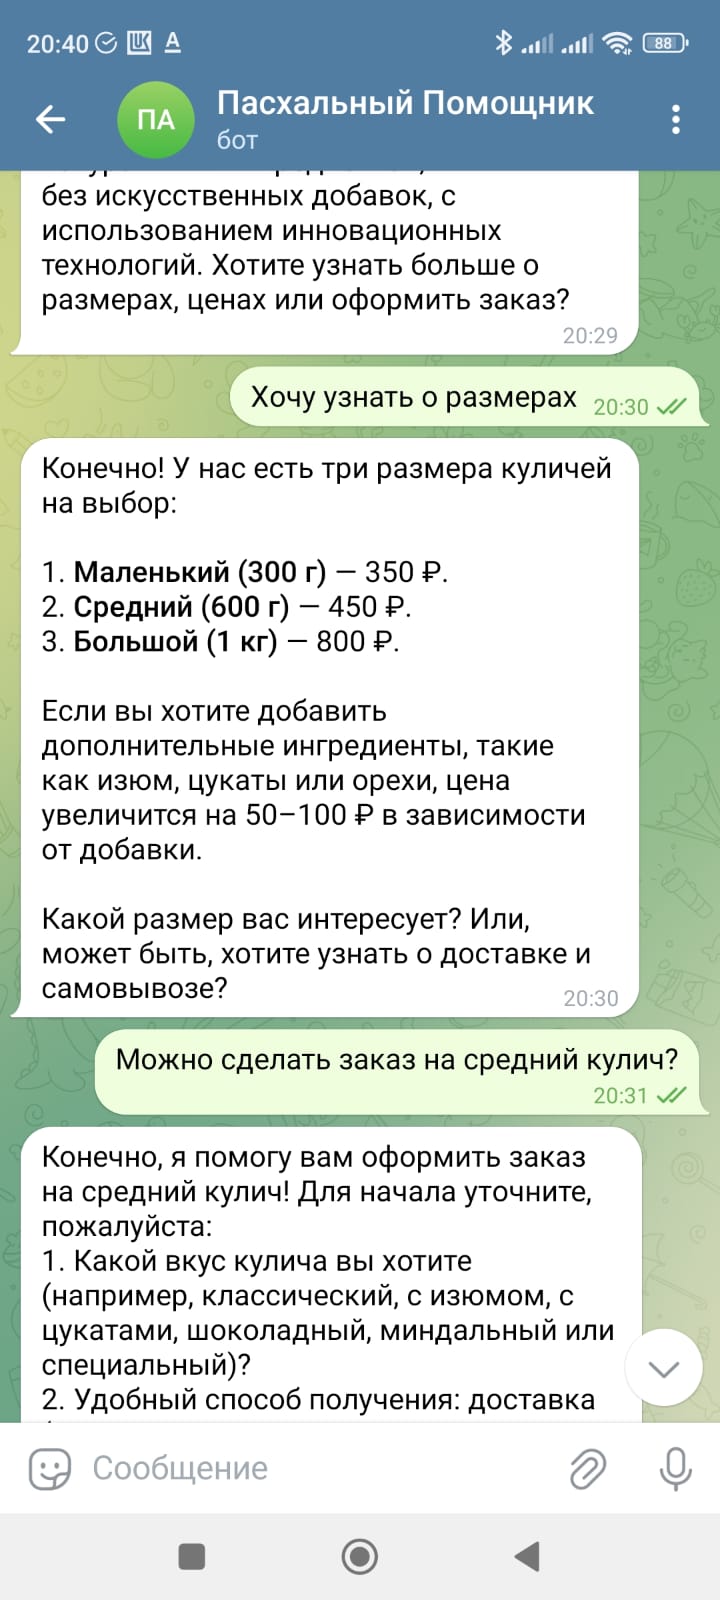 20:40
А
88
ПА
Пасхальный Помощник
бот
без искусственных добавок, с
использованием инновационных
технологий. Хотите узнать больше о
размерах, ценах или оформить заказ?
20:29
Хочу узнать о размерах
20:30
Конечно! У нас есть три размера куличей
на выбор:
1. Маленький (300 г) — 350 ₽.
2. Средний (600 г) — 450 ₽.
3. Большой (1 кг) — 800 ₽.
Если вы хотите добавить
дополнительные ингредиенты, такие
как изюм, цукаты или орехи, цена
увеличится на 50–100 ₽ в зависимости
от добавки.
Какой размер вас интересует? Или,
может быть, хотите узнать о доставке и
самовывозе?
20:30
Можно сделать заказ на средний кулич?
20:31
Конечно, я помогу вам оформить заказ
на средний кулич! Для начала уточните,
пожалуйста:
1. Какой вкус кулича вы хотите
(например, классический, с изюмом, с
цукатами, шоколадный, миндальный или
специальный)?
2. Удобный способ получения: доставка
Сообщение